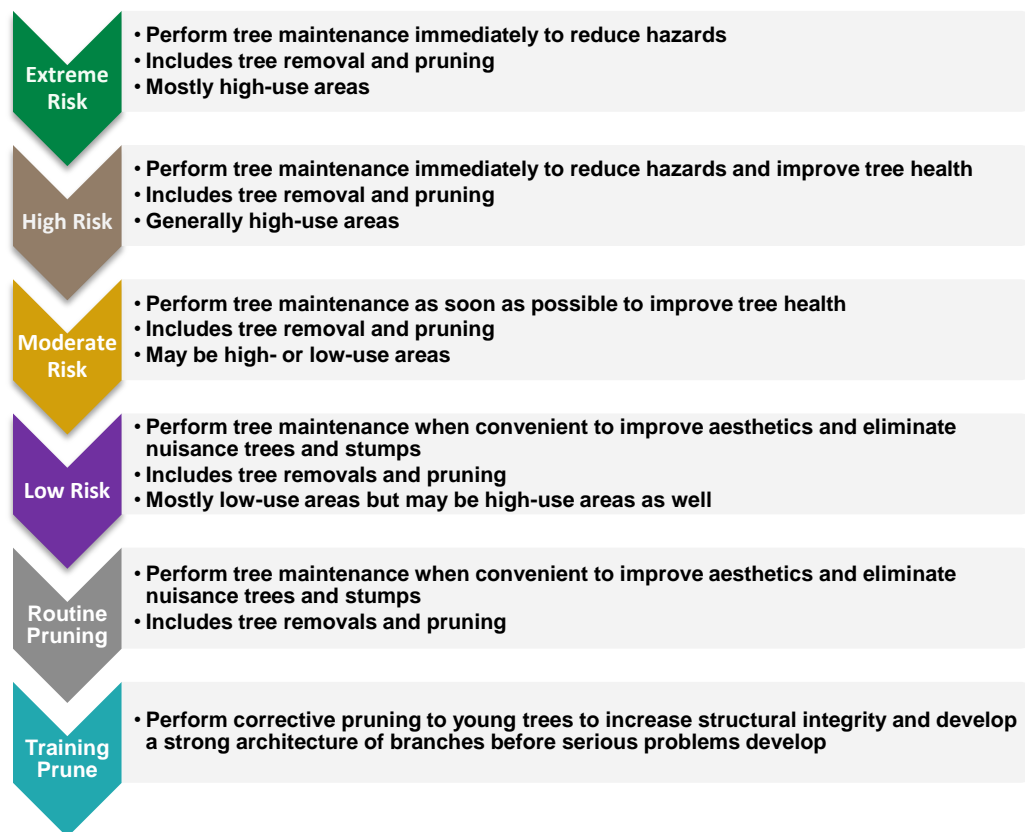 Extreme
Risk
• Perform tree maintenance immediately to reduce hazards
• Includes tree removal and pruning
• Mostly high-use areas
High Risk
• Perform tree maintenance immediately to reduce hazards and improve tree health
• Includes tree removal and pruning
• Generally high-use areas
Moderate
Risk
• Perform tree maintenance as soon as possible to improve tree health
• Includes tree removal and pruning
• May be high- or low-use areas
Low Risk
• Perform tree maintenance when convenient to improve aesthetics and eliminate
nuisance trees and stumps
• Includes tree removals and pruning
• Mostly low-use areas but may be high-use areas as well
Routine
Pruning
• Perform tree maintenance when convenient to improve aesthetics and eliminate
nuisance trees and stumps
• Includes tree removals and pruning
Training
Prune
• Perform corrective pruning to young trees to increase structural integrity and develop
a strong architecture of branches before serious problems develop